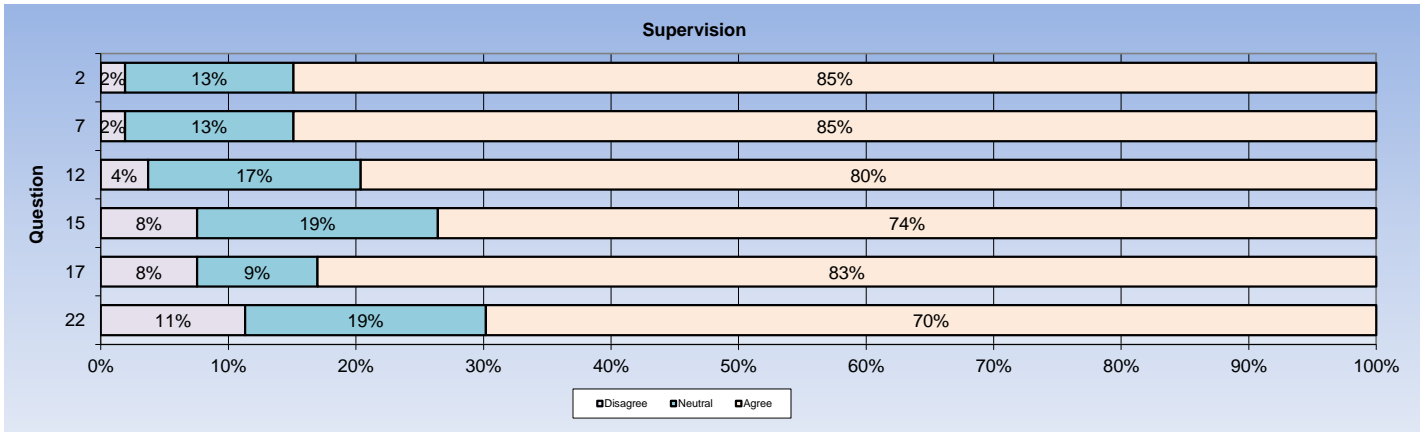 Supervision
Question
2 2% 13% 85%
7 2% 13% 85%
12 4% 17% 80%
15 8% 19% 74%
17 8% 9% 83%
22 11% 19% 70%
0% 10% 20% 30% 40% 50% 60% 70% 80% 90% 100%
Disagree Neutral Agree